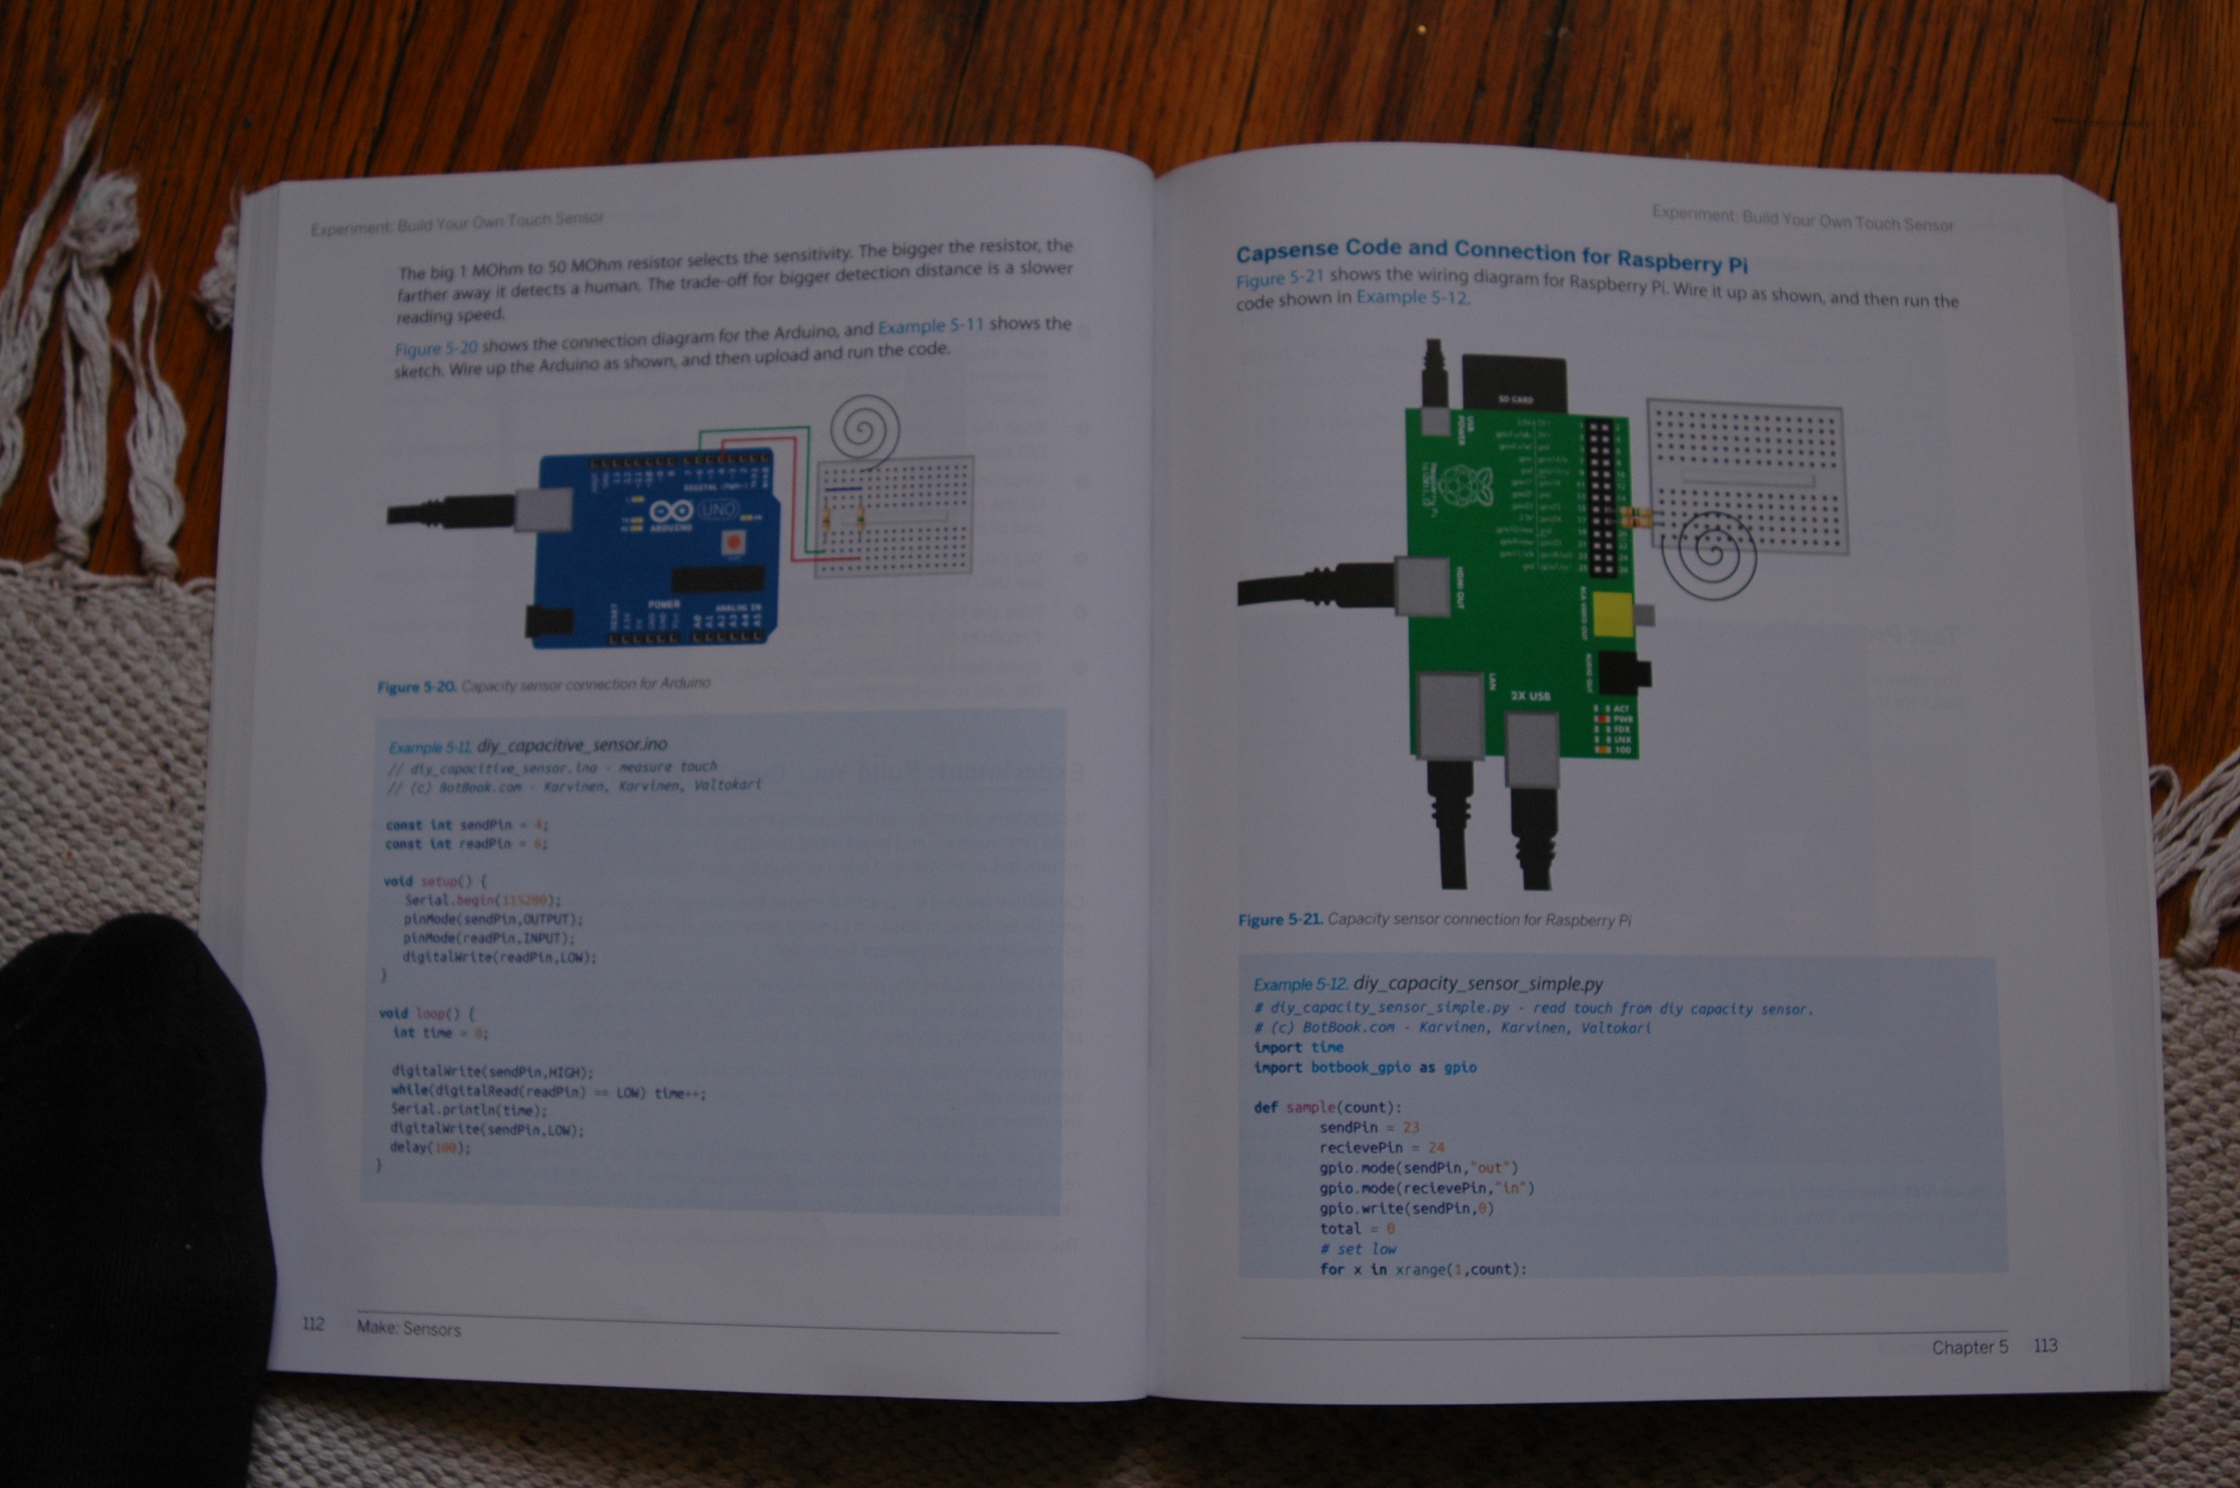 Experiment: Build Your Own Touch Sensor
The big 1 MOhm to 50 MOhm resistor selects the sensitivity. The bigger the resistor, the
farther away it detects a human. The trade-off for bigger detection distance is a slower
reading speed.
Figure 5-20 shows the connection diagram for the Arduino, and Example 5-11 shows the
sketch. Wire up the Arduino as shown, and then upload and run the code.
UNO
ARDUINO
POWER
ANALOG IN
Figure 5-20. Capacity sensor connection for Arduino
Example 5-11. diy_capacitive_sensor.ino
// diy_capacitive_sensor.ino - measure touch
// (c) BotBook.com - Karvinen, Karvinen, Valtokari
const int sendPin = 4;
const int readPin = 6;
void setup() {
Serial.begin(115200);
pinMode(sendPin,OUTPUT);
pinMode(readPin,INPUT);
digitalWrite(readPin,LOW);
}
void loop() {
int time = 0;
digitalWrite(sendPin,HIGH);
while(digitalRead(readPin) == LOW) time++;
Serial.println(time);
digitalWrite(sendPin,LOW);
delay(100);
}
112 Make: Sensors
Experiment: Build Your Own Touch Sensor
Capsense Code and Connection for Raspberry Pi
Figure 5-21 shows the wiring diagram for Raspberry Pi. Wire it up as shown, and then run the
code shown in Example 5-12.
SD CARD
USB
POWER
Raspberry Pi
HDMI OUT
RCA VIDEO OUT
AUDIO OUT
LAN
2X USB
ACT
PWR
FDX
LNK
100
Figure 5-21. Capacity sensor connection for Raspberry Pi
Example 5-12. diy_capacity_sensor_simple.py
# diy_capacity_sensor_simple.py - read touch from diy capacity sensor.
# (c) BotBook.com - Karvinen, Karvinen, Valtokari
import time
import botbook_gpio as gpio
def sample(count):
sendPin = 23
recievePin = 24
gpio.mode(sendPin,"out")
gpio.mode(recievePin,"in")
gpio.write(sendPin,0)
total = 0
# set low
for x in xrange(1,count):
Chapter 5 113